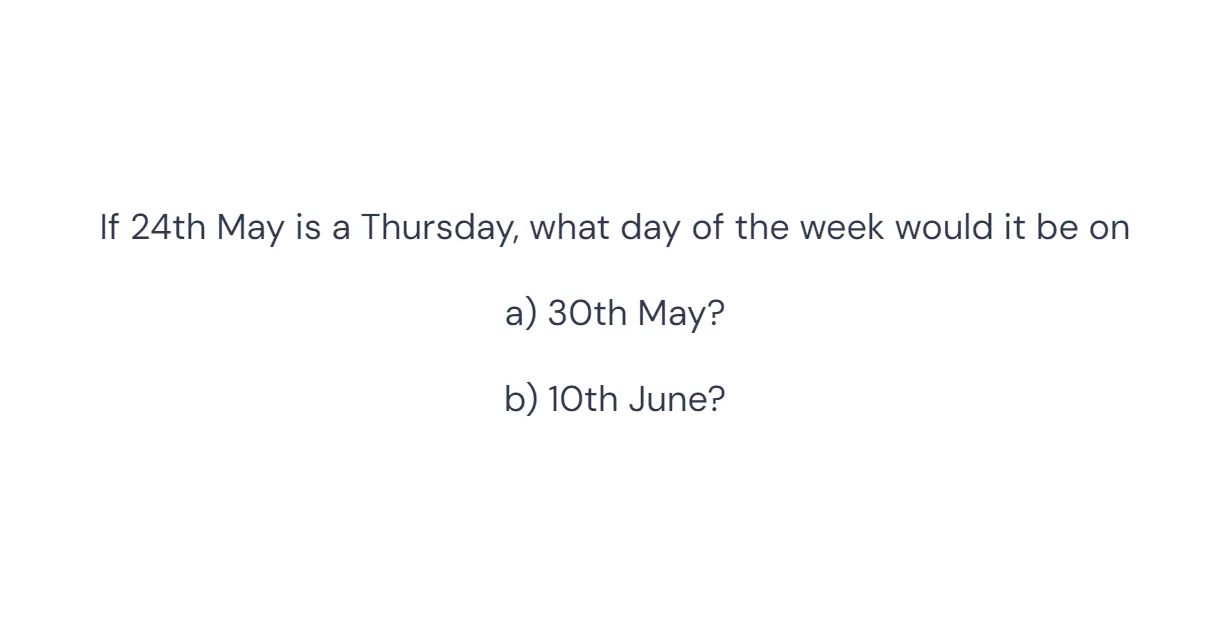 If 24th May is a Thursday, what day of the week would it be on
a) 30th May?
b) 10th June?